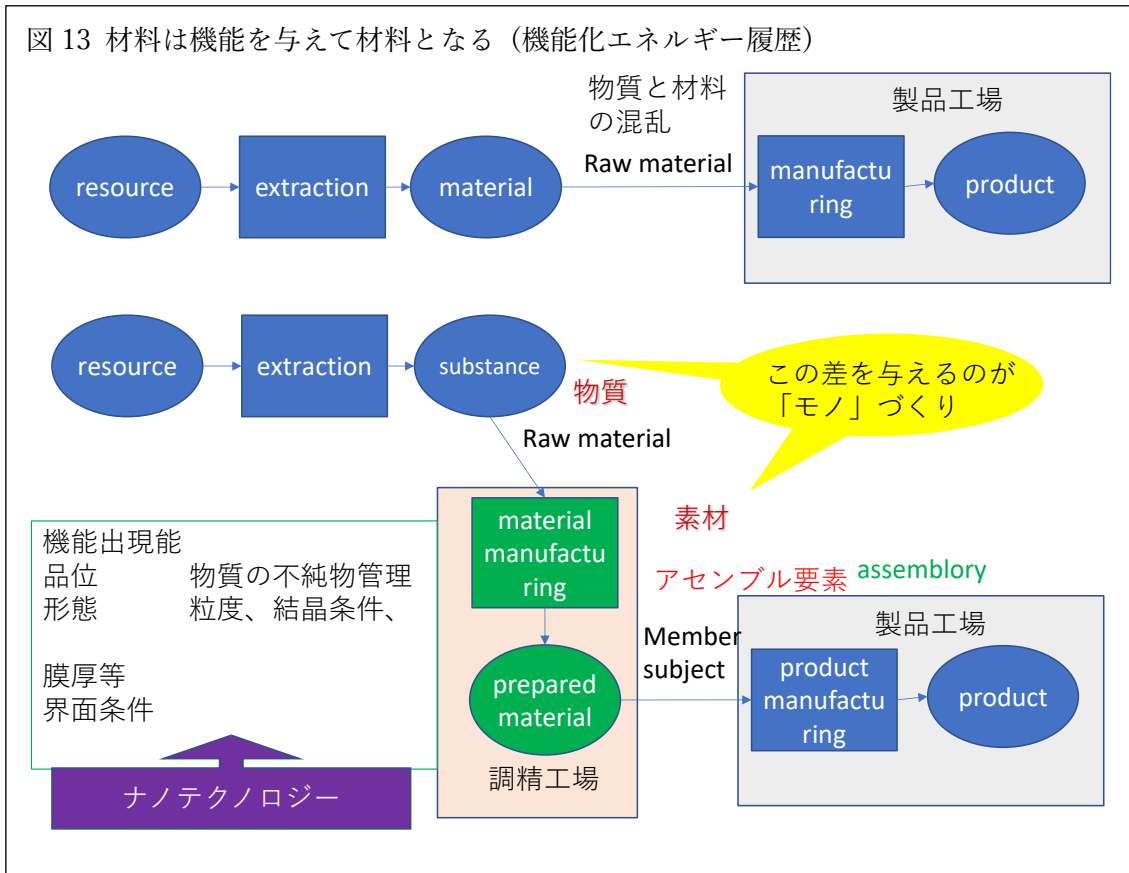 図 13 材料は機能を与えて材料となる（機能化エネルギー履歴）
物質と材料
の混乱
製品工場
resource
extraction
material
Raw material
manufactu
ring
product
resource
extraction
substance
物質
この差を与えるのが
「モノ」づくり
Raw material
素材
material
manufactu
ring
機能出現能
品位 物質の不純物管理
形態 粒度、結晶条件、
膜厚等
界面条件
アセンブル要素 assemblory
Member
subject
製品工場
prepared
material
product
manufactu
ring
product
調精工場
ナノテクノロジー